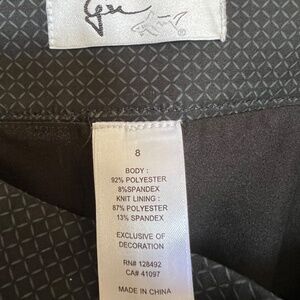 8
BODY :
92% POLYESTER
8%SPANDEX
KNIT LINING :
87% POLYESTER
13% SPANDEX
EXCLUSIVE OF
DECORATION
RN# 128492
CA# 41097
MADE IN CHINA